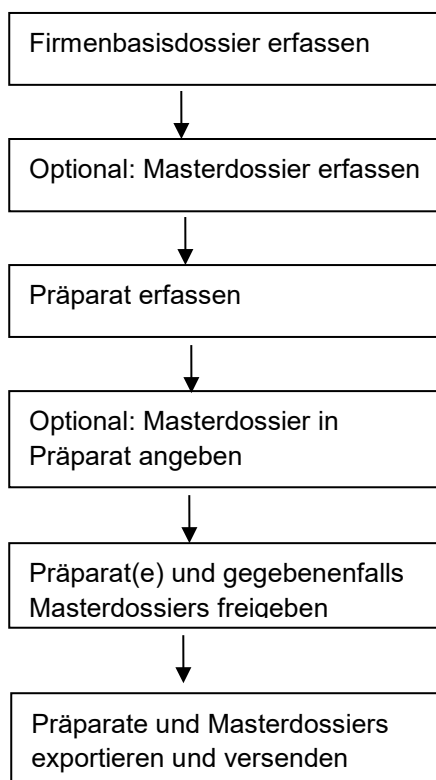 Firmenbasisdossier erfassen
Optional: Masterdossier erfassen
Präparat erfassen
Optional: Masterdossier in
Präparat angeben
Präparat(e) und gegebenenfalls
Masterdossiers freigeben
Präparate und Masterdossiers
exportieren und versenden